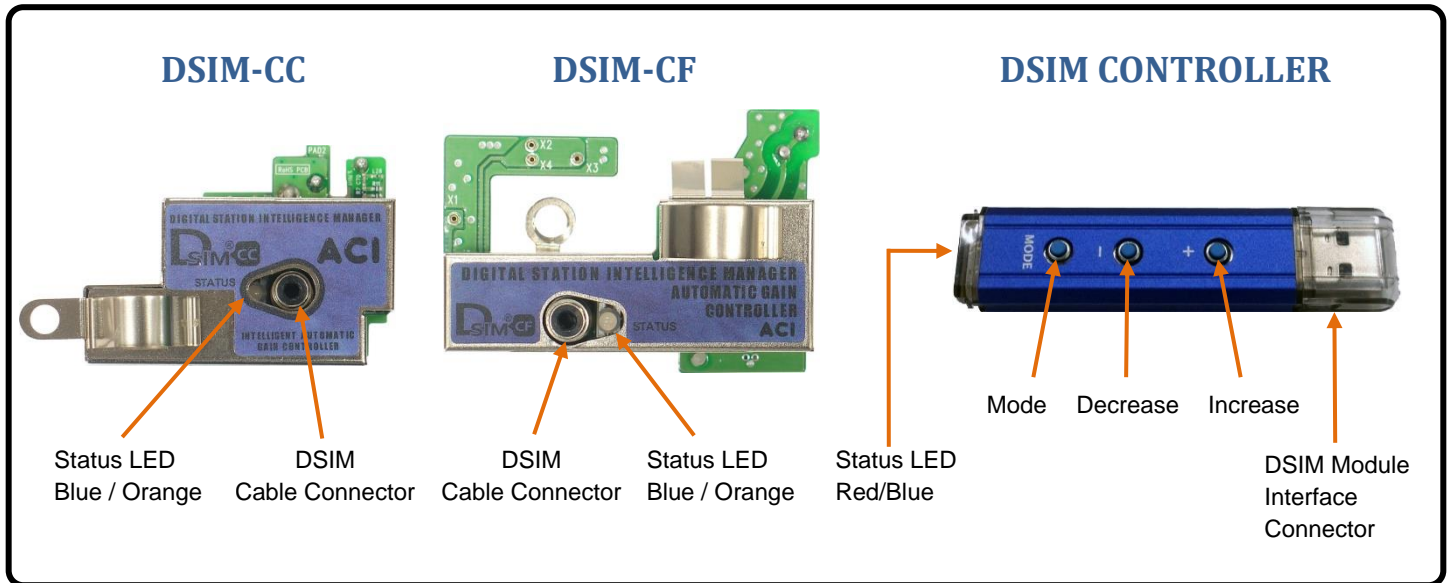 DSIM-CC
DSIM-CF
DSIM CONTROLLER
PAD2
RoHS PCB
DIGITAL STATION INTELLIGENCE MANAGER
DSIM® CC
ACI
STATUS
INTELLIGENT AUTOMATIC
GAIN CONTROLLER
X2
X4
X3
X1
DIGITAL STATION INTELLIGENCE MANAGER
AUTOMATIC GAIN
CONTROLLER
DSIM® CF
STATUS
ACI
MODE
-
+
Mode
Decrease
Increase
Status LED
Blue / Orange
DSIM
Cable Connector
DSIM
Cable Connector
Status LED
Blue / Orange
Status LED
Red/Blue
DSIM Module
Interface
Connector